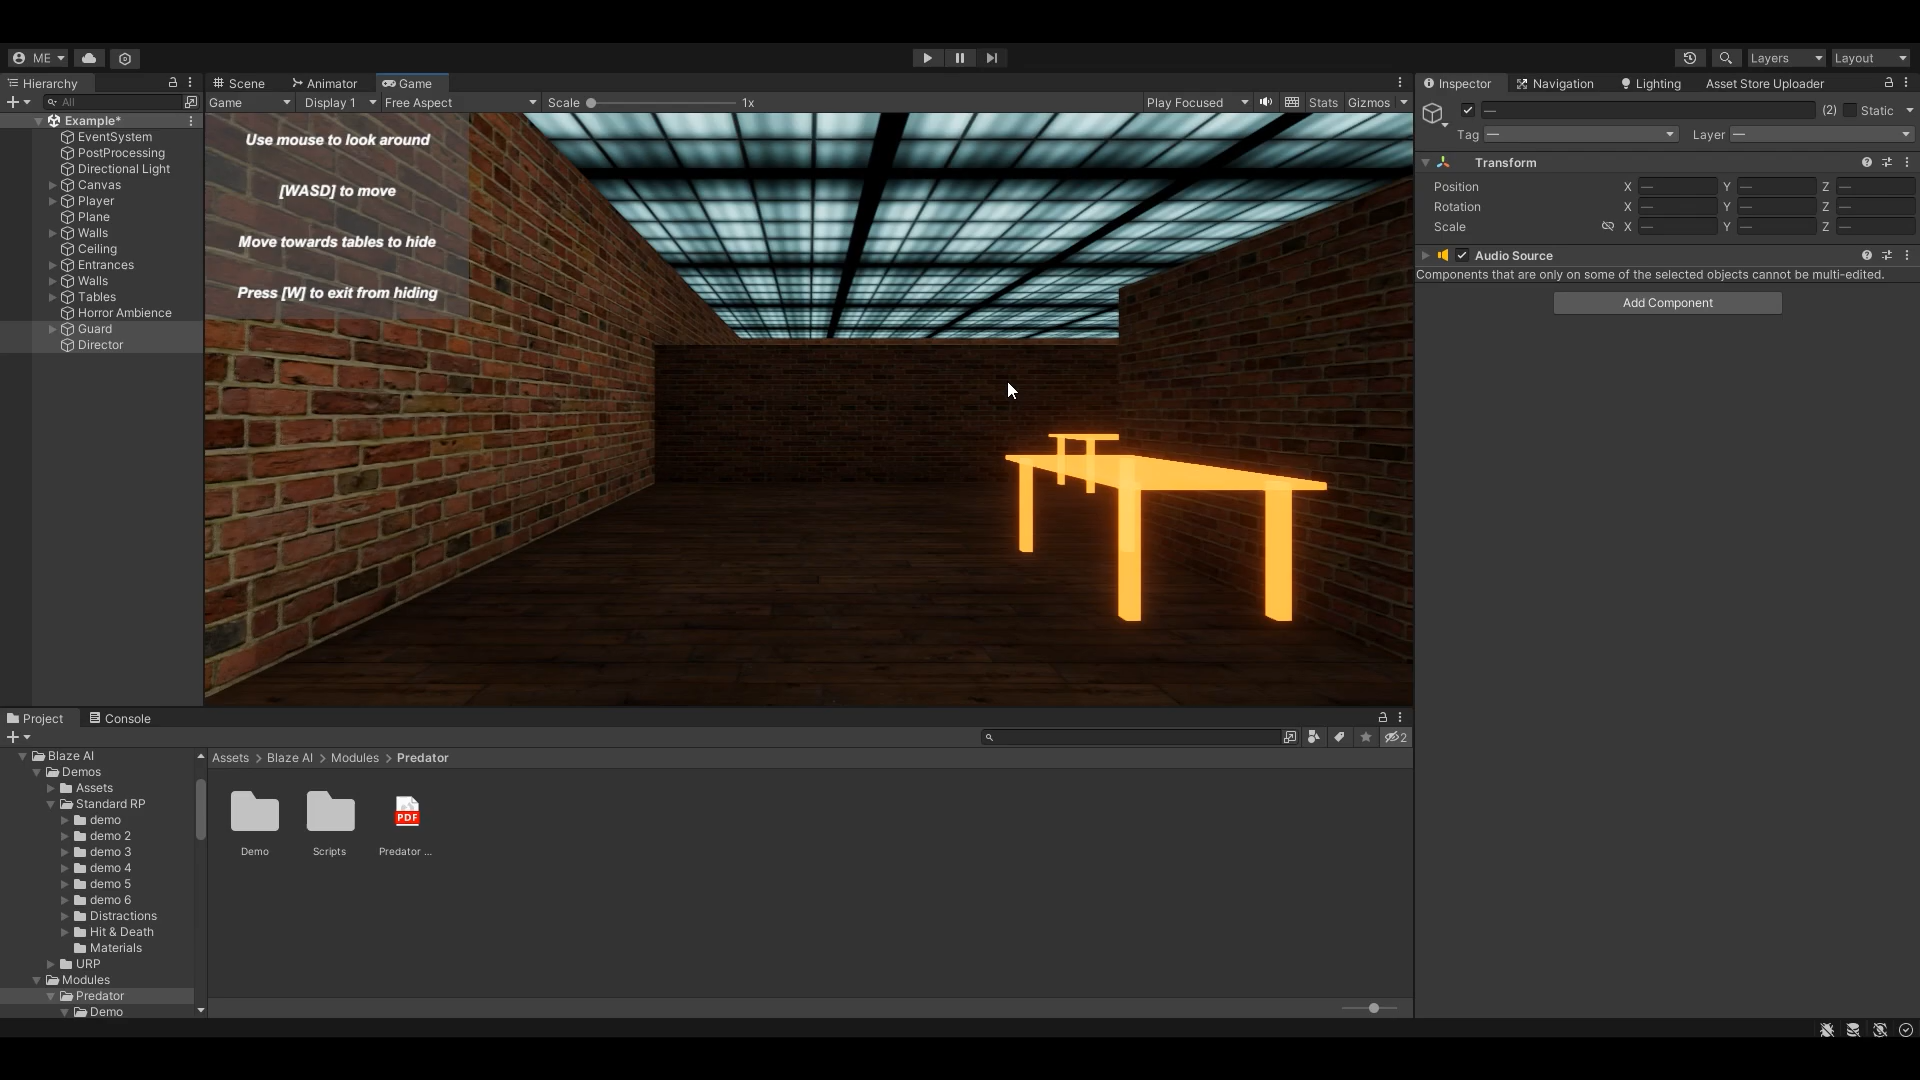 ME
Layers
Layout
Hierarchy
Scene
Animator
Game
Inspector
Navigation
Lighting
Asset Store Uploader
All
Game
Display 1
Free Aspect
Scale
1x
Play Focused
Stats
Gizmos
Example*
EventSystem
PostProcessing
Directional Light
Canvas
Player
Plane
Walls
Ceiling
Entrances
Walls
Tables
Horror Ambience
Guard
Director
Use mouse to look around
[WASD] to move
Move towards tables to hide
Press [W] to exit from hiding
— (2) Static
Tag — Layer —
Transform
Position X — Y — Z —
Rotation X — Y — Z —
Scale X — Y — Z —
Audio Source
Components that are only on some of the selected objects cannot be multi-edited.
Add Component
Project
Console
2
Blaze AI
Demos
Assets
Standard RP
demo
demo 2
demo 3
demo 4
demo 5
demo 6
Distractions
Hit & Death
Materials
URP
Modules
Predator
Demo
Assets > Blaze AI > Modules > Predator
PDF
Demo
Scripts
Predator ...